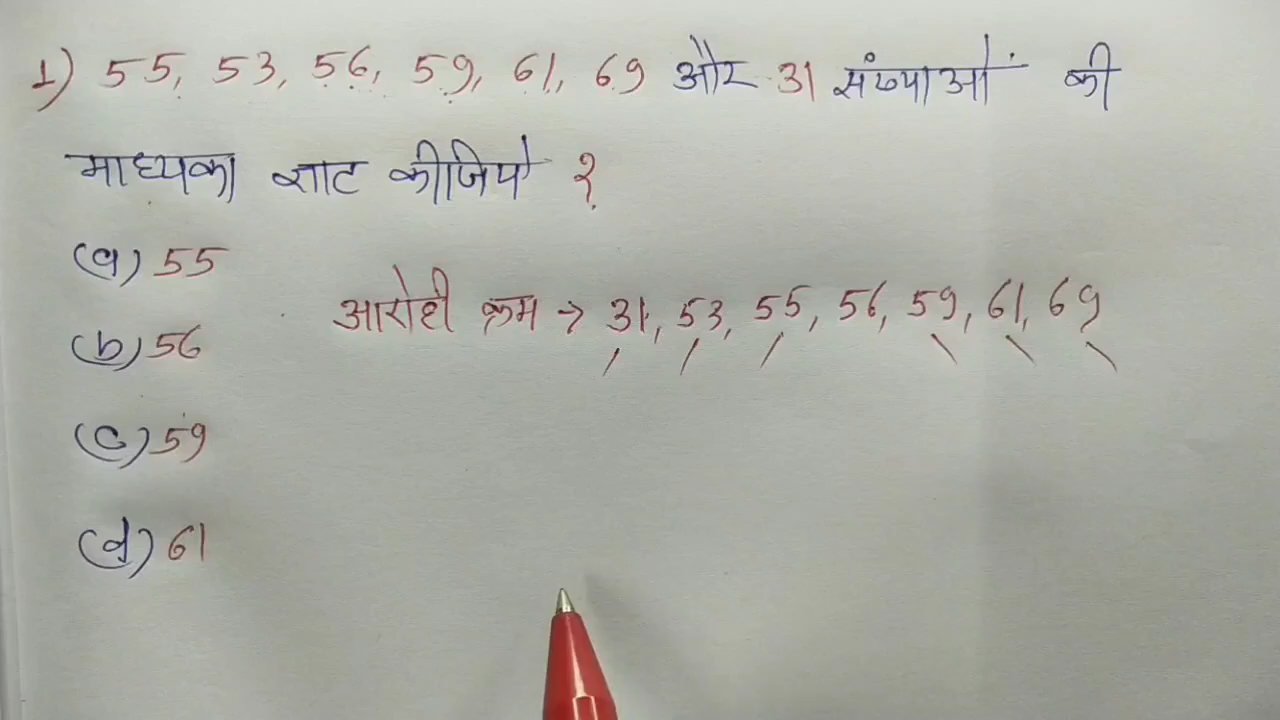 1) 55, 53, 56, 59, 61, 69 और 31 संख्याओं की
माध्यका ज्ञाट कीजियो ?
(a) 55
आरोही क्रम → 31, 53, 55, 56, 59, 61, 69
(b) 56
(c) 59
(d) 61